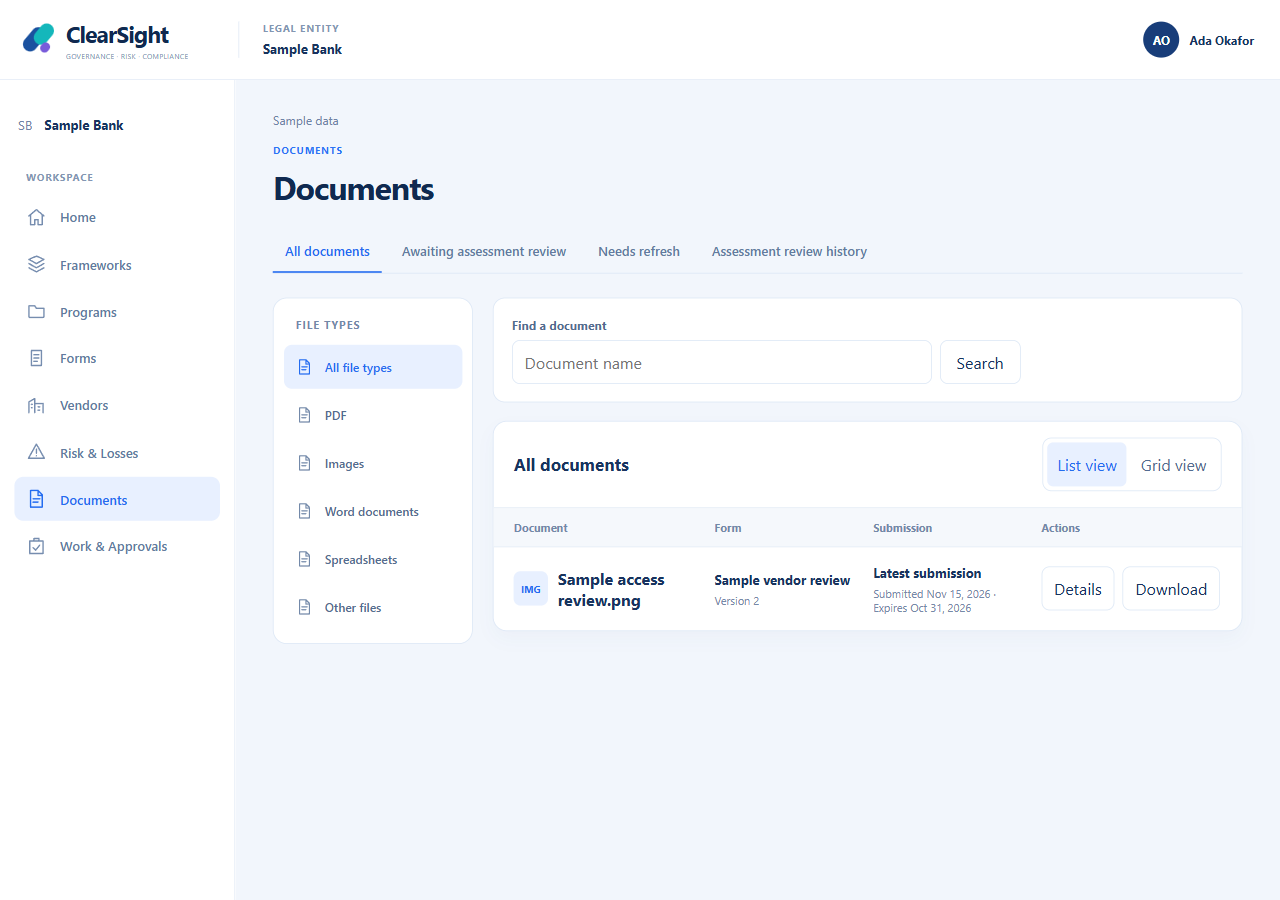 ClearSight
GOVERNANCE · RISK · COMPLIANCE
LEGAL ENTITY
Sample Bank
AO
Ada Okafor
SB
Sample Bank
WORKSPACE
Home
Frameworks
Programs
Forms
Vendors
Risk & Losses
Documents
Work & Approvals
Sample data
DOCUMENTS
Documents
All documents
Awaiting assessment review
Needs refresh
Assessment review history
FILE TYPES
All file types
PDF
Images
Word documents
Spreadsheets
Other files
Find a document
Document name
Search
All documents
List view
Grid view
Document
Form
Submission
Actions
IMG
Sample access
review.png
Sample vendor review
Version 2
Latest submission
Submitted Nov 15, 2026 ·
Expires Oct 31, 2026
Details
Download